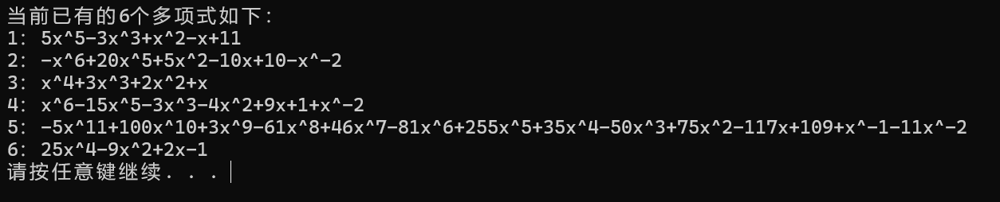 当前已有的6个多项式如下:
1: 5x^5-3x^3+x^2-x+11
2: -x^6+20x^5+5x^2-10x+10-x^-2
3: x^4+3x^3+2x^2+x
4: x^6-15x^5-3x^3-4x^2+9x+1+x^-2
5: -5x^11+100x^10+3x^9-61x^8+46x^7-81x^6+255x^5+35x^4-50x^3+75x^2-117x+109+x^-1-11x^-2
6: 25x^4-9x^2+2x-1
请按任意键继续. . .